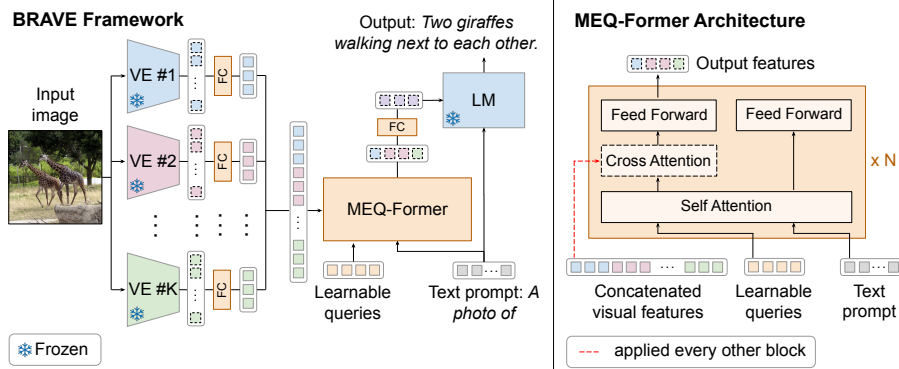 BRAVE Framework
Output: Two giraffes
walking next to each other.
Input
image
VE #1
FC
VE #2
FC
VE #K
FC
LM
FC
MEQ-Former
Learnable
queries
Text prompt: A
photo of
Frozen
MEQ-Former Architecture
Output features
Feed Forward
Feed Forward
Cross Attention
x N
Self Attention
Concatenated
visual features
Learnable
queries
Text
prompt
applied every other block